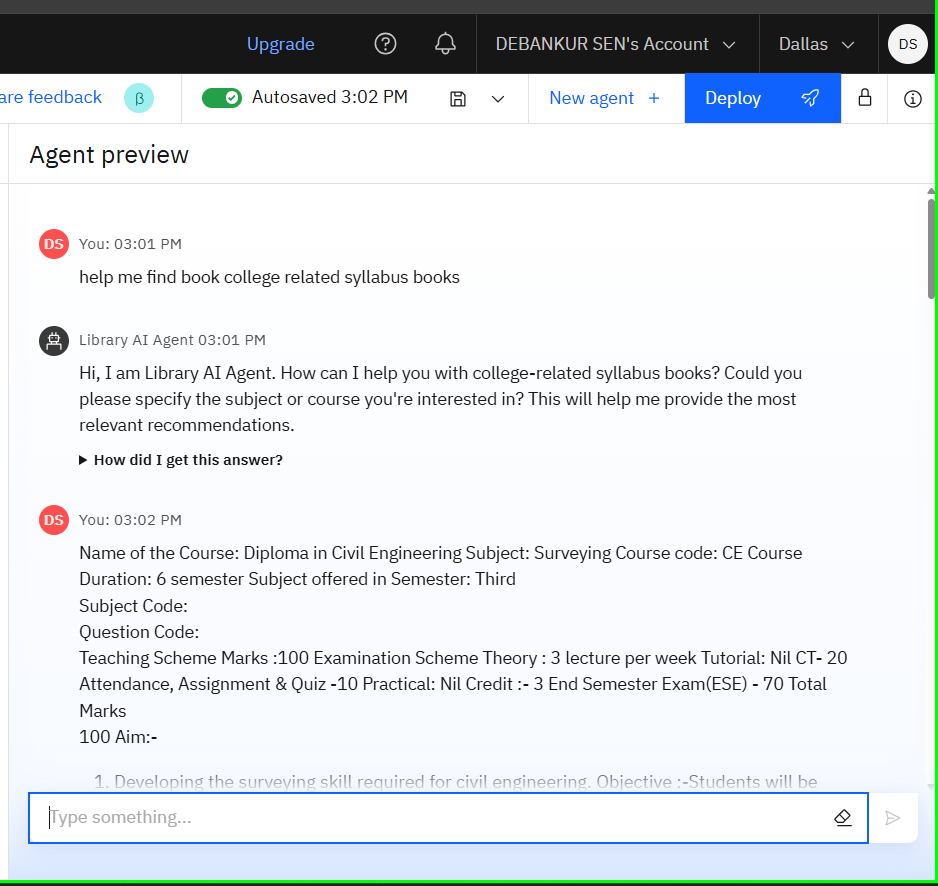 Upgrade
DEBANKUR SEN's Account
Dallas
DS
are feedback
β
Autosaved 3:02 PM
New agent +
Deploy
Agent preview
DS
You: 03:01 PM
help me find book college related syllabus books
Library AI Agent 03:01 PM
Hi, I am Library AI Agent. How can I help you with college-related syllabus books? Could you
please specify the subject or course you're interested in? This will help me provide the most
relevant recommendations.
How did I get this answer?
DS
You: 03:02 PM
Name of the Course: Diploma in Civil Engineering Subject: Surveying Course code: CE Course
Duration: 6 semester Subject offered in Semester: Third
Subject Code:
Question Code:
Teaching Scheme Marks :100 Examination Scheme Theory : 3 lecture per week Tutorial: Nil CT- 20
Attendance, Assignment & Quiz -10 Practical: Nil Credit :- 3 End Semester Exam(ESE) - 70 Total
Marks
100 Aim:-
1. Developing the surveying skill required for civil engineering. Objective :-Students will be
Type something...